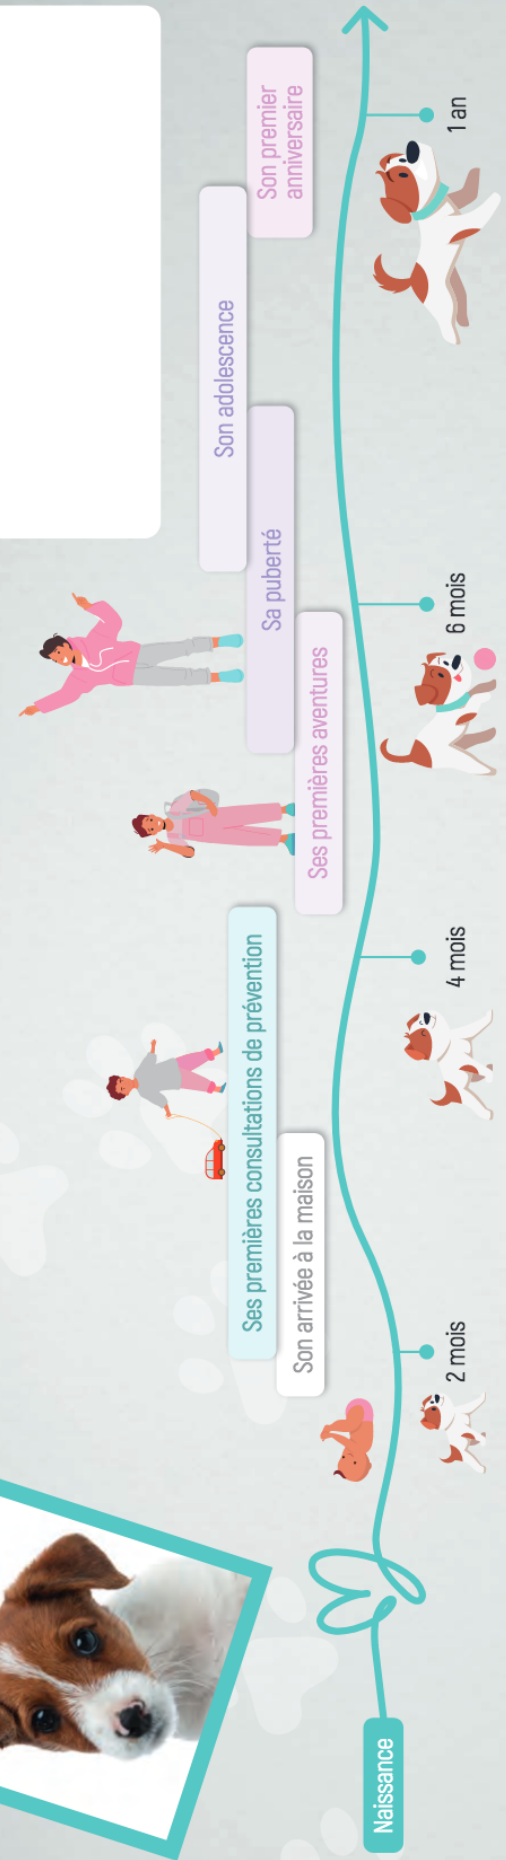 Naissance
2 mois
4 mois
6 mois
1 an
Son arrivée à la maison
Ses premières consultations de prévention
Ses premières aventures
Sa puberté
Son adolescence
Son premier
anniversaire